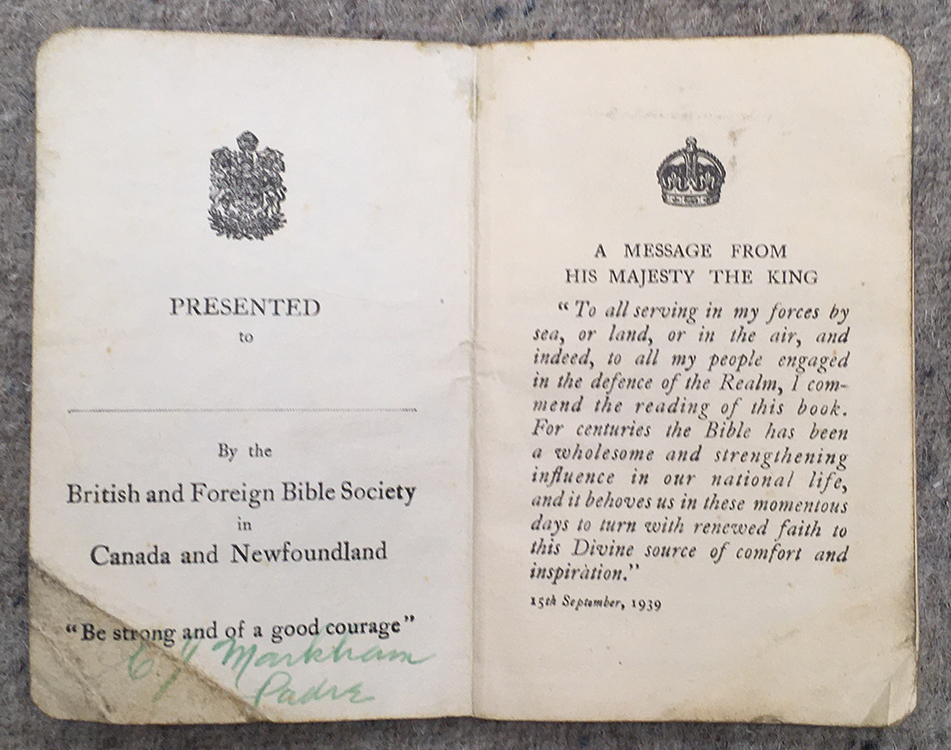 PRESENTED
to
By the
British and Foreign Bible Society
in
Canada and Newfoundland
"Be strong and of a good courage"
Markham
Padre
A MESSAGE FROM
HIS MAJESTY THE KING
"To all serving in my forces by
sea, or land, or in the air, and
indeed, to all my people engaged
in the defence of the Realm, I com-
mend the reading of this book.
For centuries the Bible has been
a wholesome and strengthening
influence in our national life,
and it behoves us in these momentous
days to turn with renewed faith to
this Divine source of comfort and
inspiration."
15th September, 1939